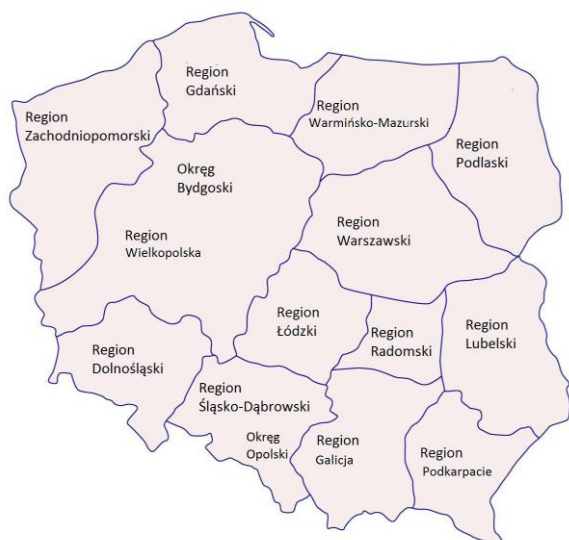 Region
Gdański
Region
Zachodniopomorski
Region
Warmińsko-Mazurski
Region
Podlaski
Okręg
Bydgoski
Region
Wielkopolska
Region
Warszawski
Region
Łódzki
Region
Radomski
Region
Lubelski
Region
Dolnośląski
Region
Śląsko-Dąbrowski
Okręg
Opolski
Region
Galicja
Region
Podkarpacie